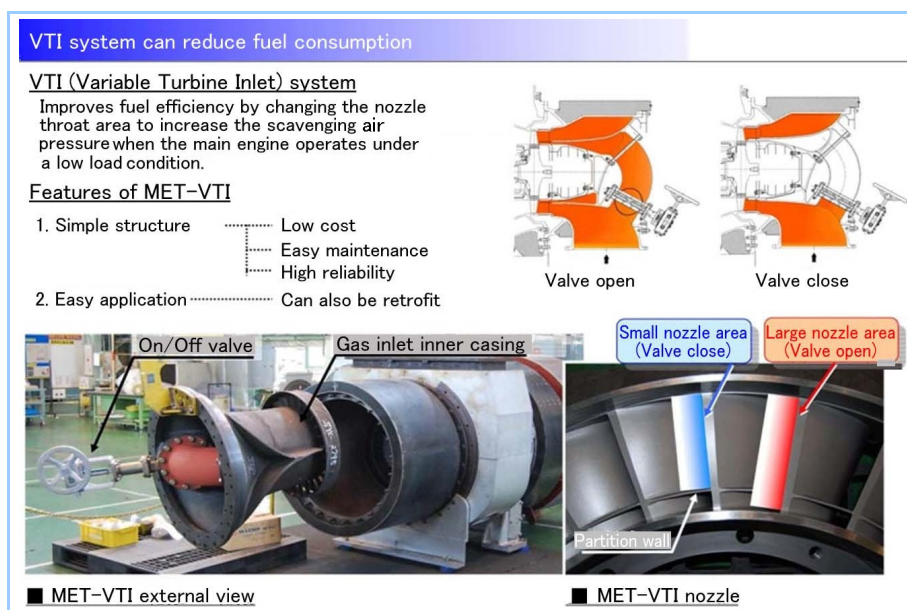 VTI system can reduce fuel consumption
VTI (Variable Turbine Inlet) system
Improves fuel efficiency by changing the nozzle
throat area to increase the scavenging air
pressure when the main engine operates under
a low load condition.
Features of MET-VTI
1. Simple structure
Low cost
Easy maintenance
High reliability
2. Easy application
Can also be retrofit
Valve open
Valve close
On/Off valve
Gas inlet inner casing
Small nozzle area
(Valve close)
Large nozzle area
(Valve open)
Partition wall
■ MET-VTI external view
■ MET-VTI nozzle